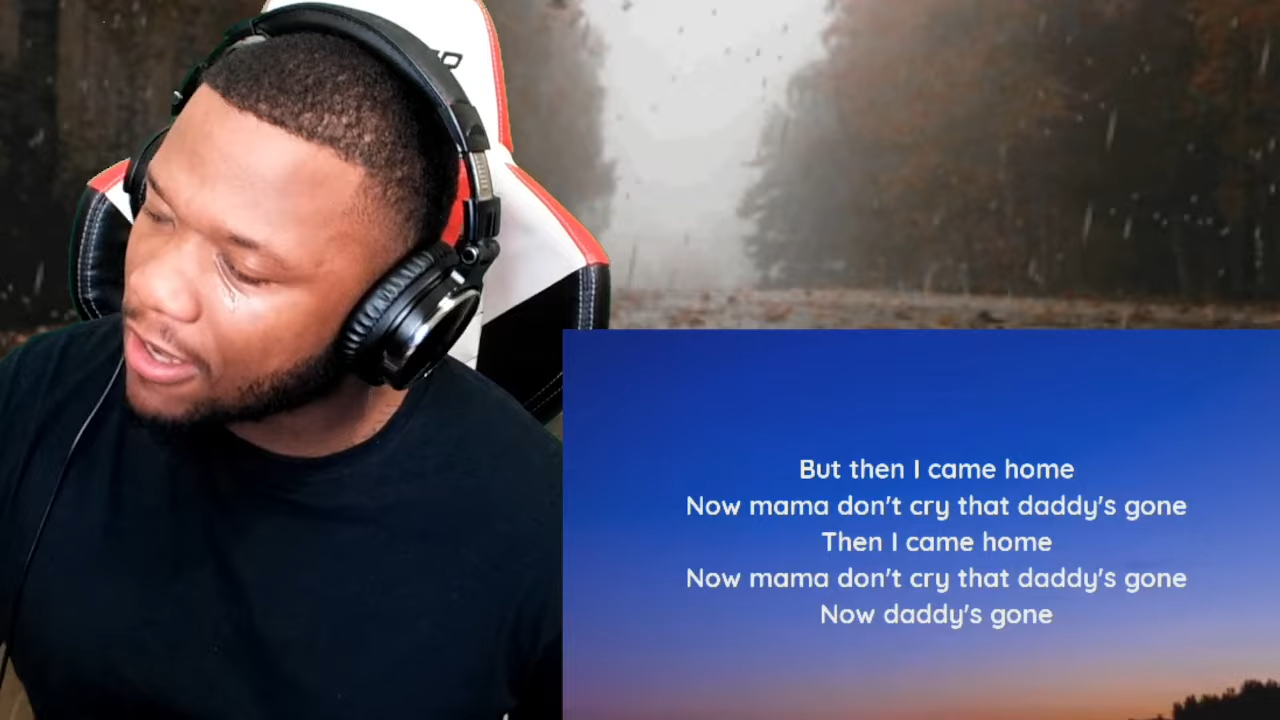 But then I came home
Now mama don't cry that daddy's gone
Then I came home
Now mama don't cry that daddy's gone
Now daddy's gone